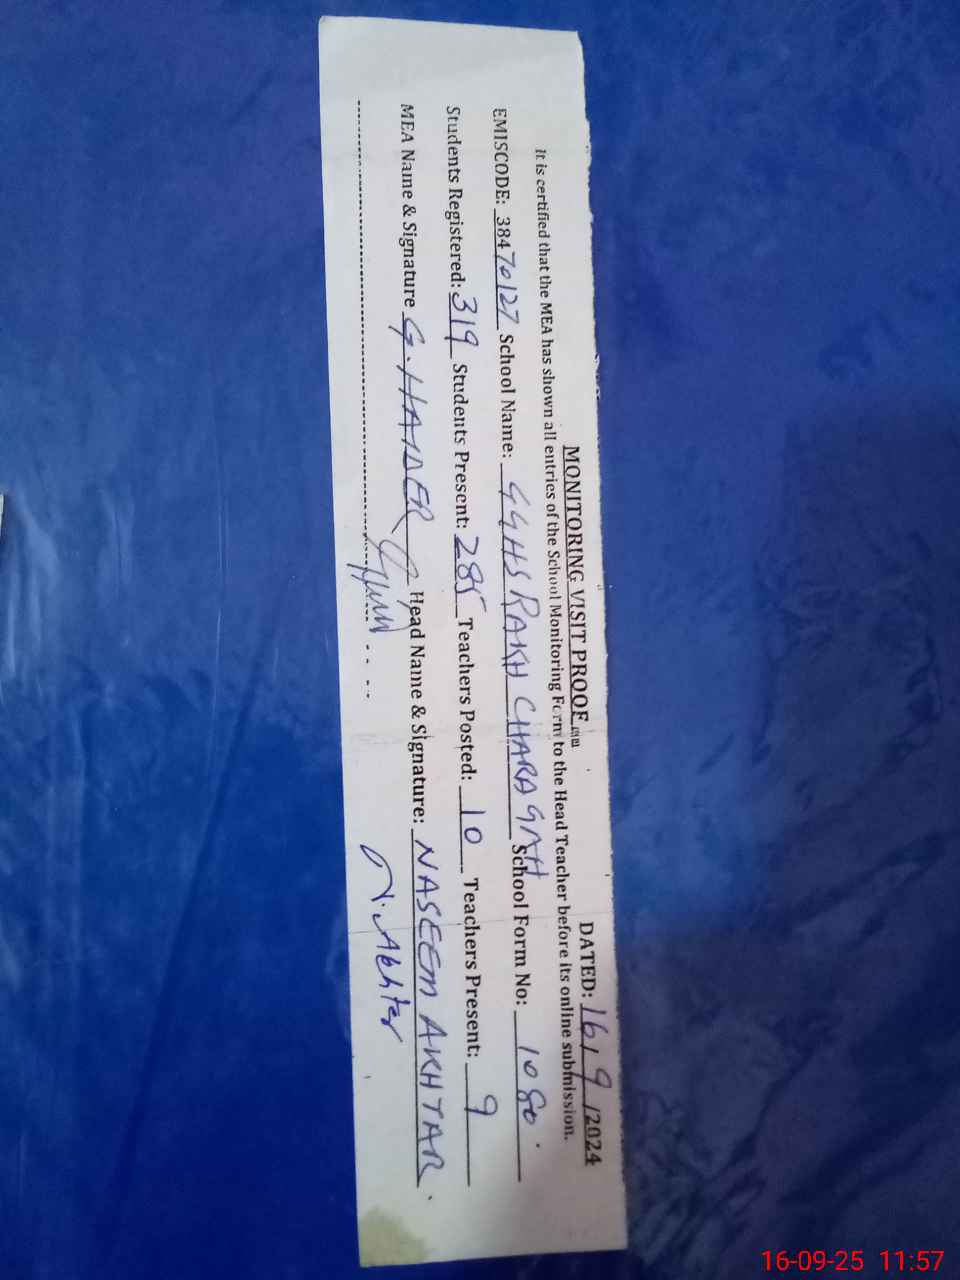 MONITORING VISIT PROOF
DATED: 16/9/2024
It is certified that the MEA has shown all entries of the School Monitoring Form to the Head Teacher before its online submission.
EMISCODE: 38470127 School Name: GGHS RAKH CHARAGAH School Form No: 1080
Students Registered: 319 Students Present: 285 Teachers Posted: 10 Teachers Present: 9
MEA Name & Signature G. HAIDER Head Name & Signature: NASEEM AKHTAR.
N. Akhter
16-09-25 11:57